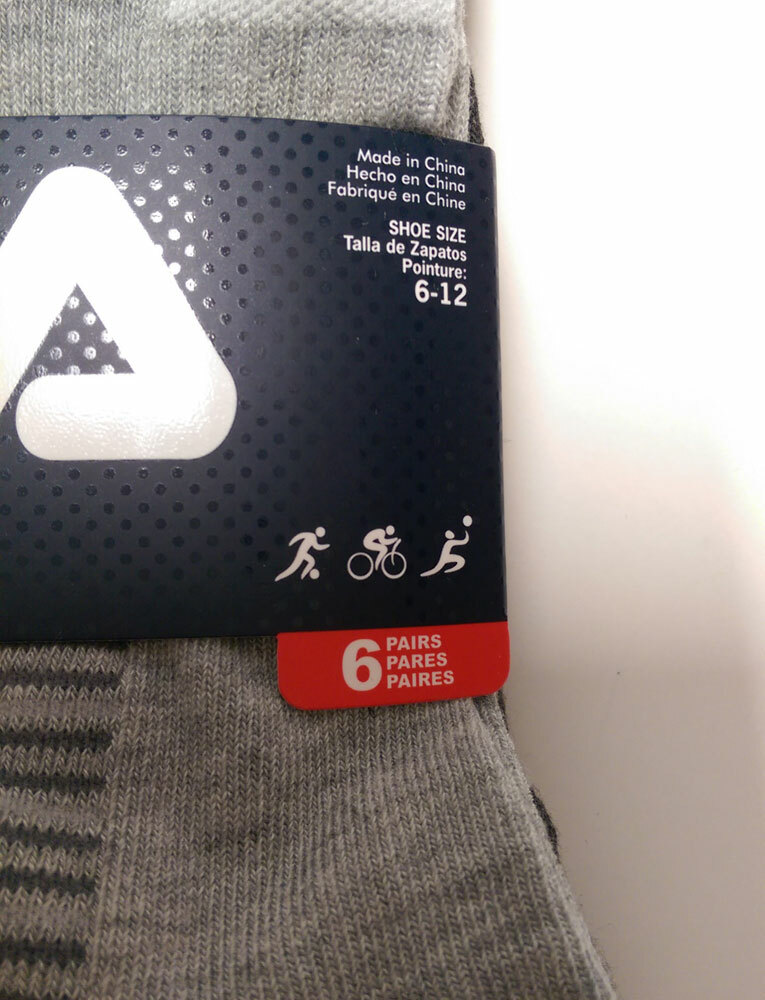 Made in China
Hecho en China
Fabriqué en Chine
SHOE SIZE
Talla de Zapatos
Pointure:
6-12
6 PAIRS
PARES
PAIRES